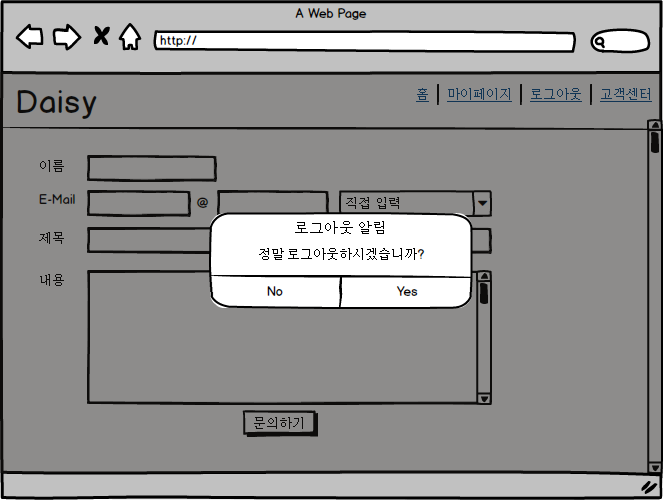 A Web Page
http://
Daisy
홈 | 마이페이지 | 로그아웃 | 고객센터
이름
E-Mail @ 직접 입력
제목
로그아웃 알림
정말 로그아웃하시겠습니까?
No Yes
내용
문의하기